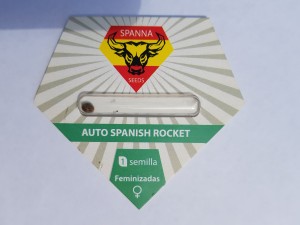 SPANNA
SEEDS
AUTO SPANISH ROCKET
1 semilla
Feminizadas